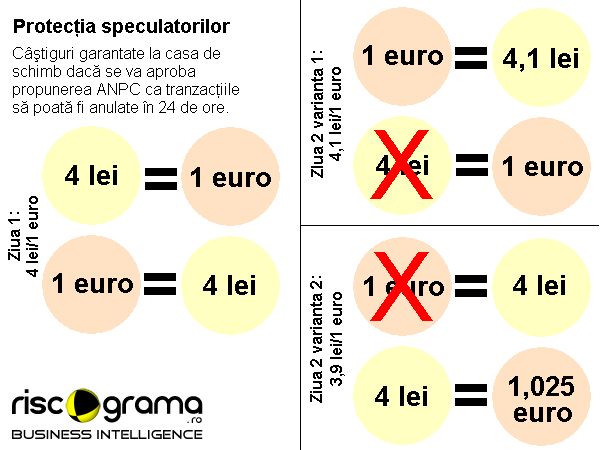 Protecția speculatorilor
Câștiguri garantate la casa de
schimb dacă se va aproba
propunerea ANPC ca tranzacțiile
să poată fi anulate în 24 de ore.
Ziua 1:
4 lei/1 euro
4 lei = 1 euro
1 euro = 4 lei
Ziua 2 varianta 1:
4,1 lei/1 euro
1 euro = 4,1 lei
4 lei = 1 euro
Ziua 2 varianta 2:
3,9 lei/1 euro
1 euro = 4 lei
4 lei = 1,025
euro
riscograma
.ro
BUSINESS INTELLIGENCE